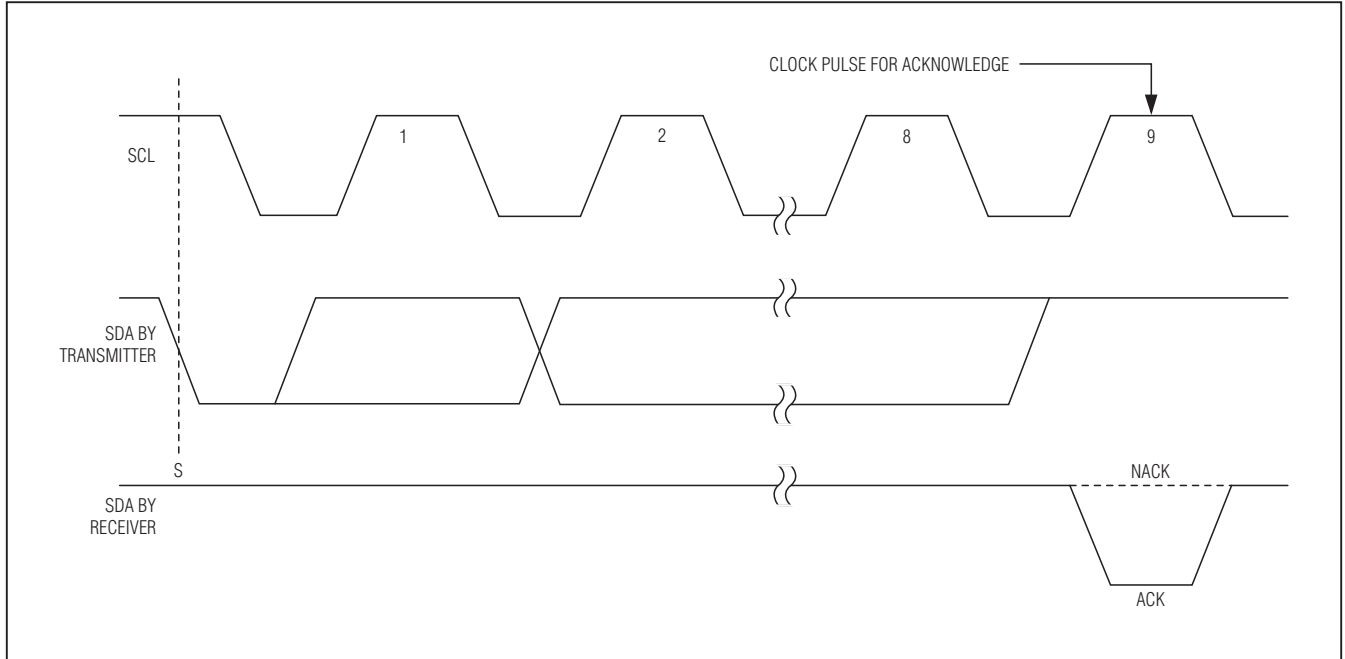 CLOCK PULSE FOR ACKNOWLEDGE
SCL
1
2
8
9
SDA BY
TRANSMITTER
S
SDA BY
RECEIVER
NACK
ACK